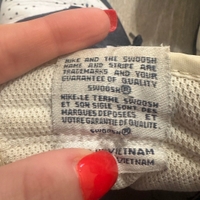 NIKE AND THE SWOOSH
NAME AND STRIPE ARE
TRADEMARKS AND YOUR
GUARANTEE OF QUALITY
SWOOSH®
NIKE-LE TERME SWOOSH
ET SON SIGLE SONT DES
MARQUES DEPOSEES ET
VOTRE GARANTIE DE QUALITE.
SWOOSH®
VIETNAM
VIETNAM